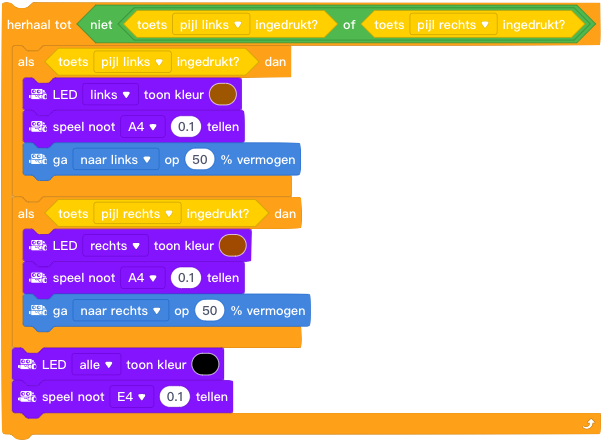 herhaal tot niet toets pijl links ▼ ingedrukt? of toets pijl rechts ▼ ingedrukt?
als toets pijl links ▼ ingedrukt? dan
LED links ▼ toon kleur
speel noot A4 ▼ 0.1 tellen
ga naar links ▼ op 50 % vermogen
als toets pijl rechts ▼ ingedrukt? dan
LED rechts ▼ toon kleur
speel noot A4 ▼ 0.1 tellen
ga naar rechts ▼ op 50 % vermogen
LED alle ▼ toon kleur
speel noot E4 ▼ 0.1 tellen